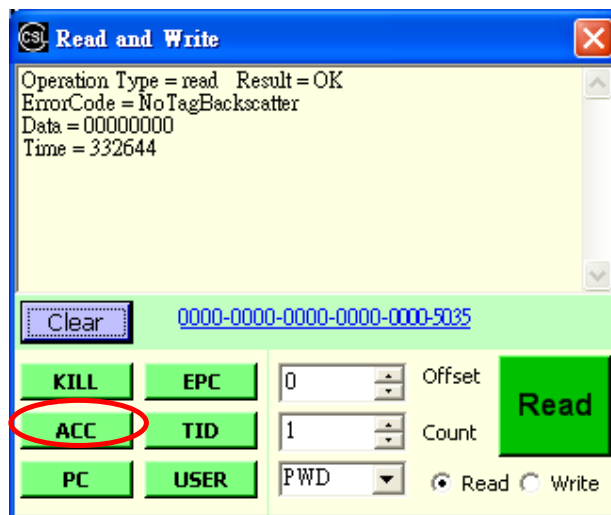 CSL Read and Write
Operation Type = read Result = OK
ErrorCode = NoTagBackscatter
Data = 00000000
Time = 332644
Clear 0000-0000-0000-0000-0000-5035
KILL EPC 0 Offset
ACC TID 1 Count Read
PC USER PWD Read Write